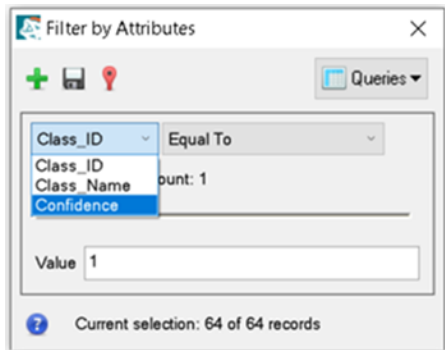 Filter by Attributes
Queries
Class_ID Equal To
Class_ID
Class_Name
ount: 1
Confidence
Value 1
Current selection: 64 of 64 records